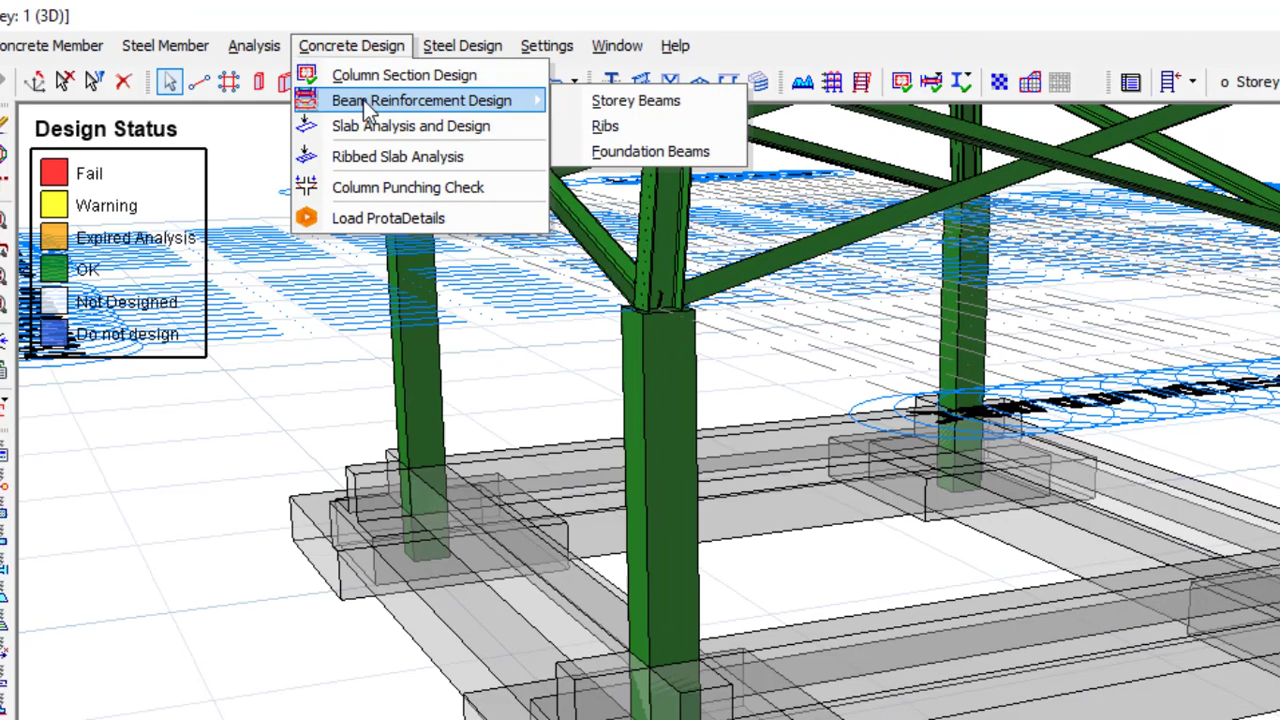 ey: 1 (3D)]
oncrete Member Steel Member Analysis Concrete Design Steel Design Settings Window Help
o Storey
Column Section Design
Beam Reinforcement Design
Slab Analysis and Design
Ribbed Slab Analysis
Column Punching Check
Load ProtaDetails
Storey Beams
Ribs
Foundation Beams
Design Status
Fail
Warning
Expired Analysis
OK
Not Designed
Do not design